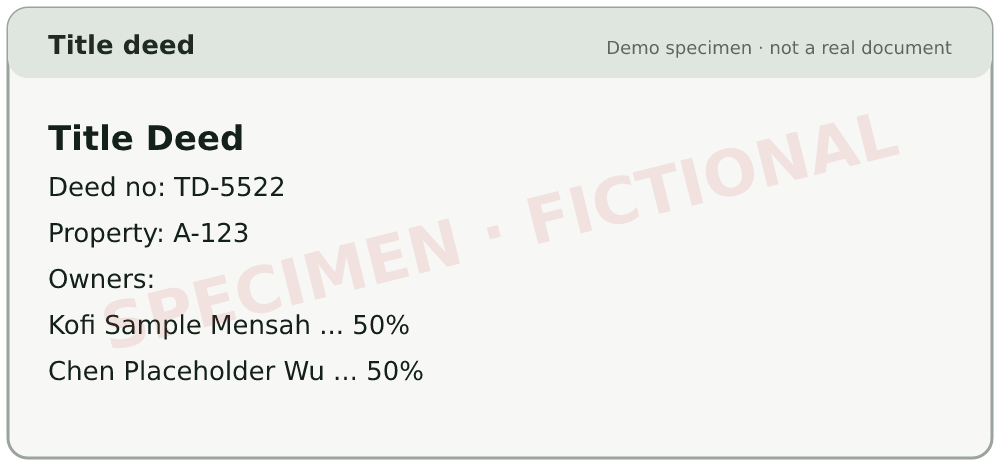 Title deed
Demo specimen · not a real document
Title Deed
Deed no: TD-5522
Property: A-123
Owners:
Kofi Sample Mensah ... 50%
Chen Placeholder Wu ... 50%
SPECIMEN · FICTIONAL